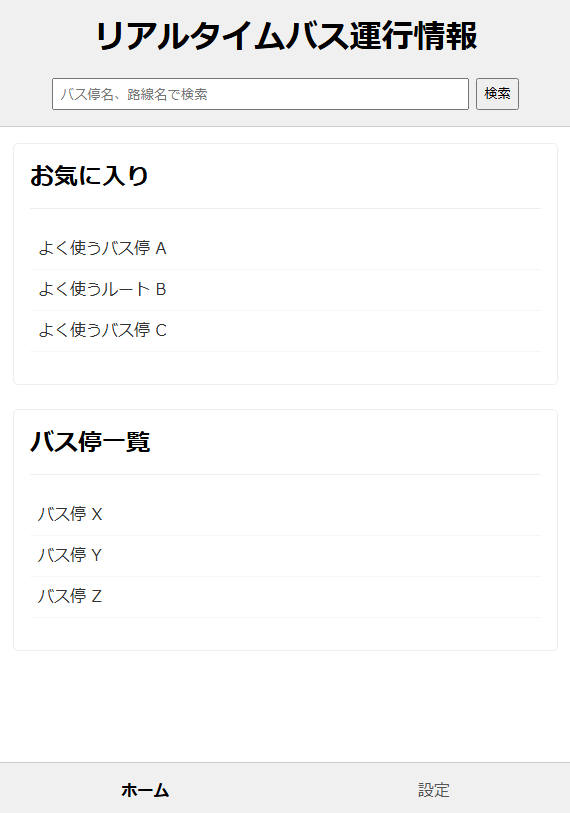 リアルタイムバス運行情報
バス停名、路線名で検索 検索
お気に入り
よく使うバス停 A
よく使うルート B
よく使うバス停 C
バス停一覧
バス停 X
バス停 Y
バス停 Z
ホーム 設定